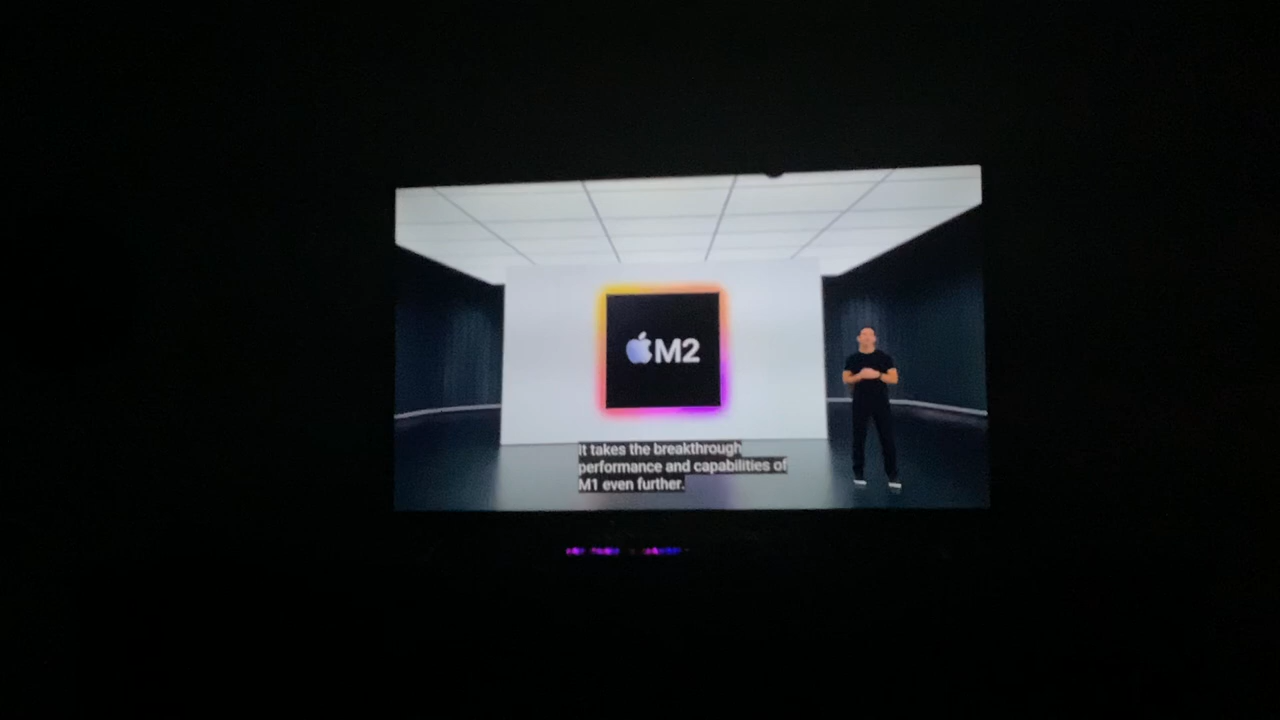 M2
It takes the breakthrough
performance and capabilities of
M1 even further.